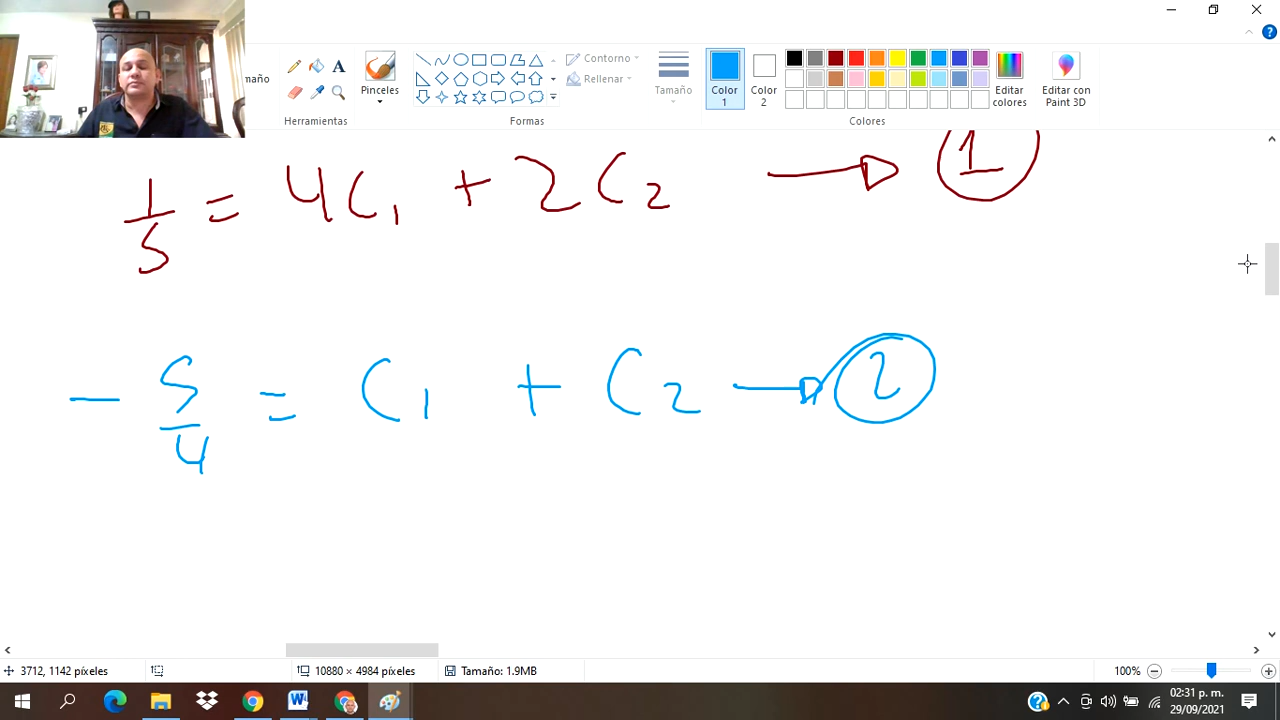 maño
Pinceles
Herramientas
Contorno
Rellenar
Formas
Tamaño
Color 1
Color 2
Editar colores
Editar con Paint 3D
Colores
1/5 = 4C₁ + 2C₂ → 1
- 5/4 = C₁ + C₂ → 2
3712, 1142 píxeles
10880 × 4984 píxeles
Tamaño: 1.9MB
100%
02:31 p. m.
29/09/2021